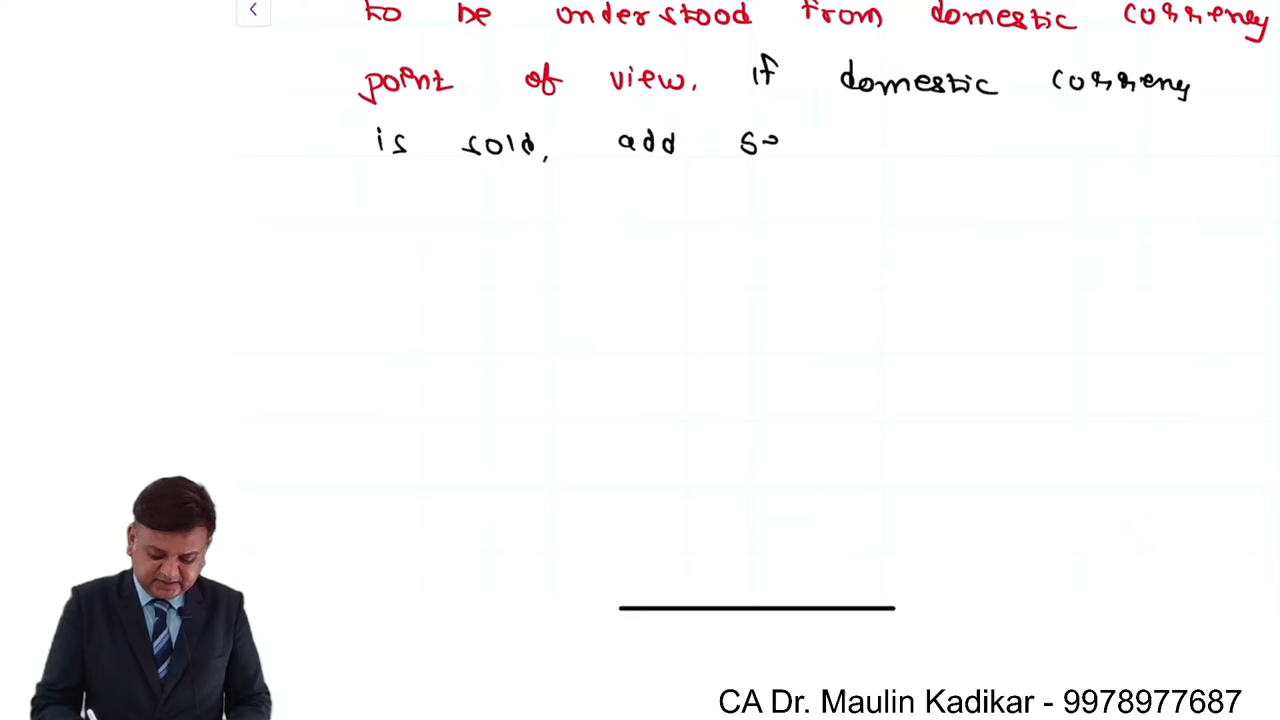 to be understood from domestic currency
point of view. if domestic currency
is sold, add
CA Dr. Maulin Kadikar - 9978977687